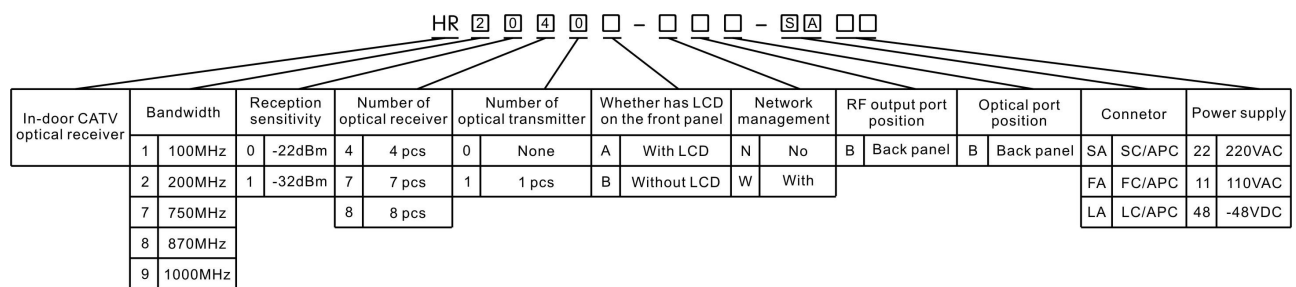 HR 2 0 4 0 □ – □ □ □ – S A □ □
In-door CATV optical receiver
Bandwidth
1 100MHz
2 200MHz
7 750MHz
8 870MHz
9 1000MHz
Reception sensitivity
0 -22dBm
1 -32dBm
Number of optical receiver
4 4 pcs
7 7 pcs
8 8 pcs
Number of optical transmitter
0 None
1 1 pcs
Whether has LCD on the front panel
A With LCD
B Without LCD
Network management
N No
W With
RF output port position
B Back panel
Optical port position
B Back panel
Connetor
SA SC/APC
FA FC/APC
LA LC/APC
Power supply
22 220VAC
11 110VAC
48 -48VDC